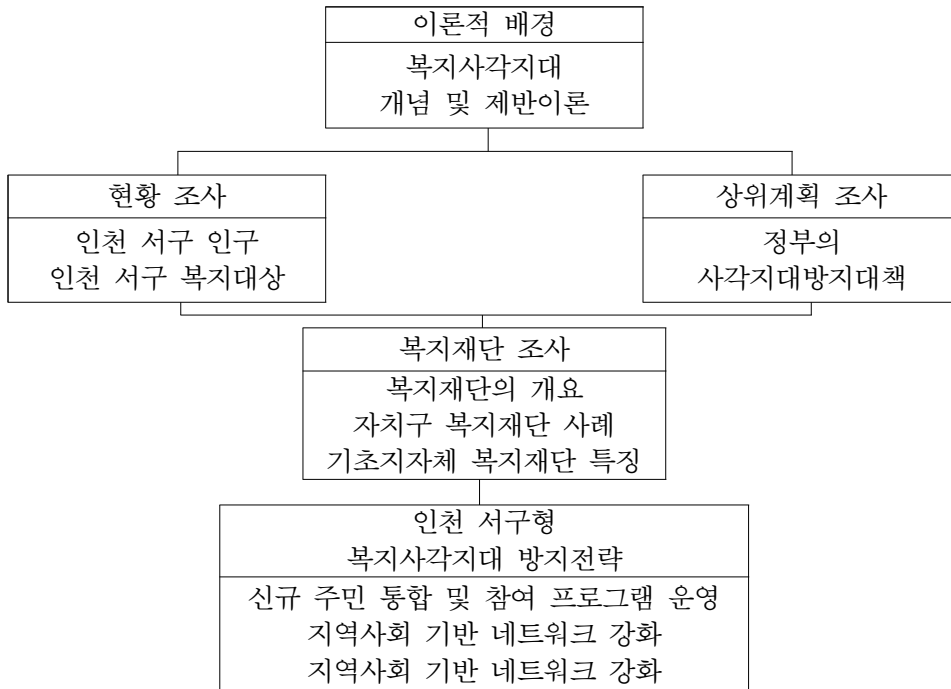 이론적 배경
복지사각지대
개념 및 제반이론
현황 조사
인천 서구 인구
인천 서구 복지대상
상위계획 조사
정부의
사각지대방지대책
복지재단 조사
복지재단의 개요
자치구 복지재단 사례
기초지자체 복지재단 특징
인천 서구형
복지사각지대 방지전략
신규 주민 통합 및 참여 프로그램 운영
지역사회 기반 네트워크 강화
지역사회 기반 네트워크 강화